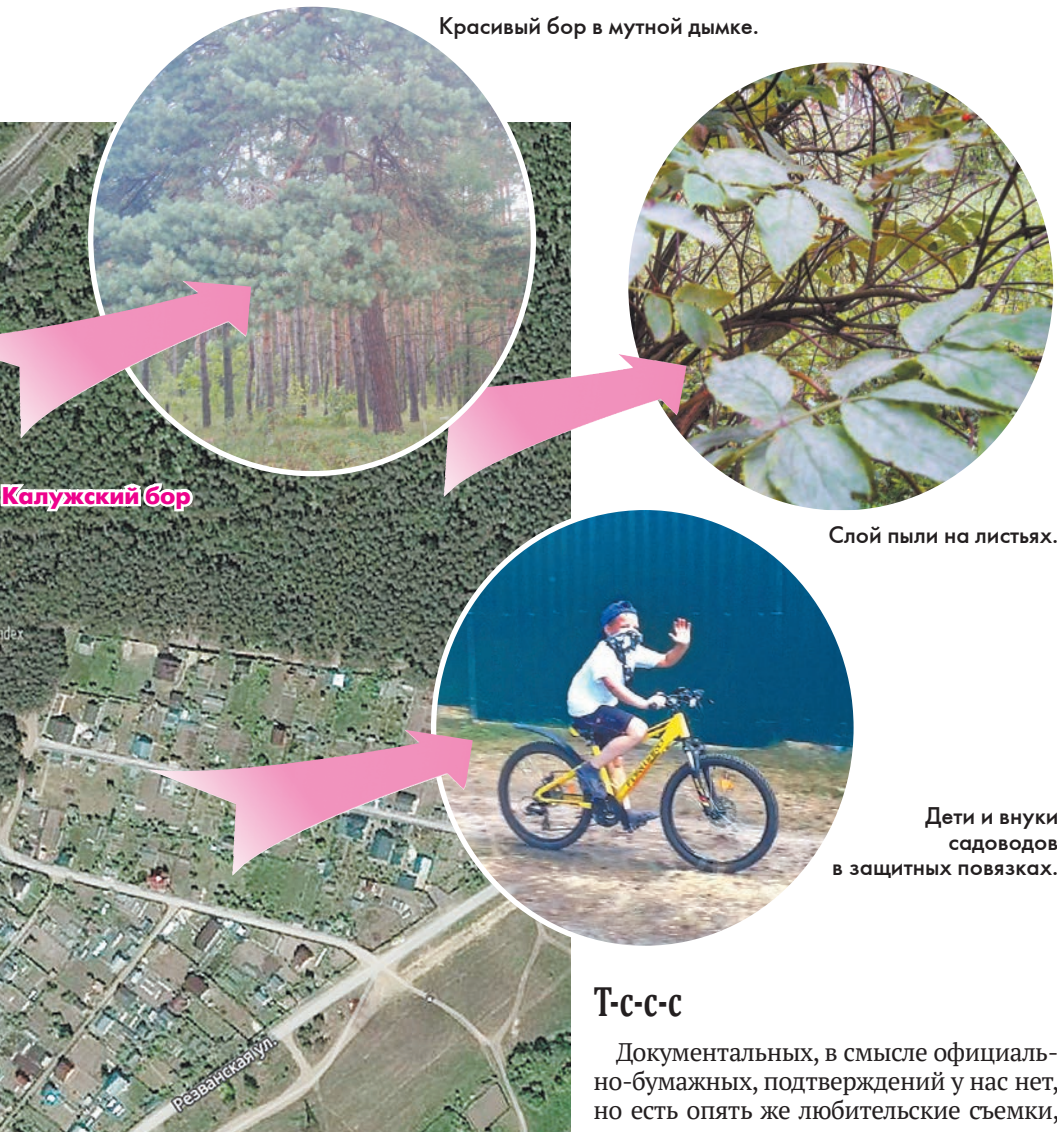 Красивый бор в мутной дымке.
Калужский бор
Слой пыли на листьях.
ndex
Дети и внуки
садоводов
в защитных повязках.
Резванская ул.
Т-с-с-с
Документальных, в смысле официаль-
но-бумажных, подтверждений у нас нет,
но есть опять же любительские съемки,